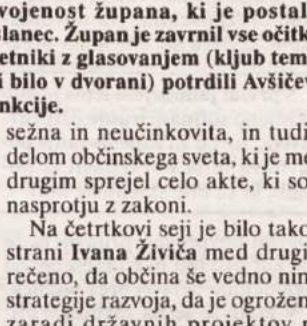 vojenost župana, ki je postal
slanec. Župan je zavrnil vse očitk
etniki z glasovanjem (kljub tem
i bilo v dvorani) potrdili Avšičev
nkcije.
sežna in neučinkovita, in tudi
delom občinskega sveta, ki je me
drugim sprejel celo akte, ki so
nasprotju z zakoni.
Na četrtkovi seji je bilo tako
strani Ivana Živiča med drugi
rečeno, da občina še vedno nim
strategije razvoja, da je ogrožen
zaradi državnih projektov